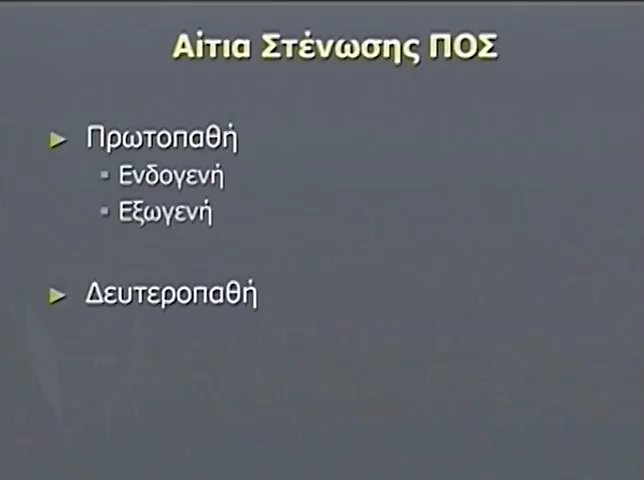 Αίτια Στένωσης ΠΟΣ
Πρωτοπαθή
Ενδογενή
Εξωγενή
Δευτεροπαθή